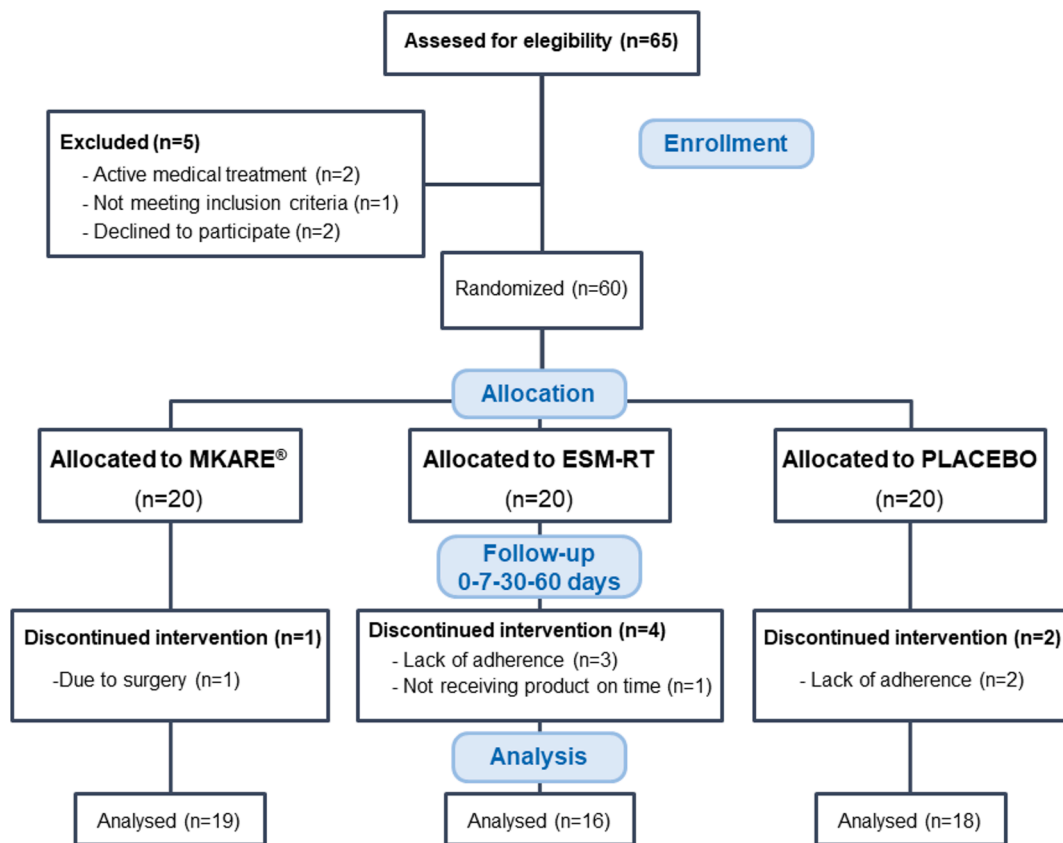 Assesed for elegibility (n=65)
Enrollment
Excluded (n=5)
- Active medical treatment (n=2)
- Not meeting inclusion criteria (n=1)
- Declined to participate (n=2)
Randomized (n=60)
Allocation
Allocated to MKARE®
(n=20)
Allocated to ESM-RT
(n=20)
Allocated to PLACEBO
(n=20)
Follow-up
0-7-30-60 days
Discontinued intervention (n=1)
-Due to surgery (n=1)
Discontinued intervention (n=4)
- Lack of adherence (n=3)
- Not receiving product on time (n=1)
Discontinued intervention (n=2)
- Lack of adherence (n=2)
Analysis
Analysed (n=19)
Analysed (n=16)
Analysed (n=18)